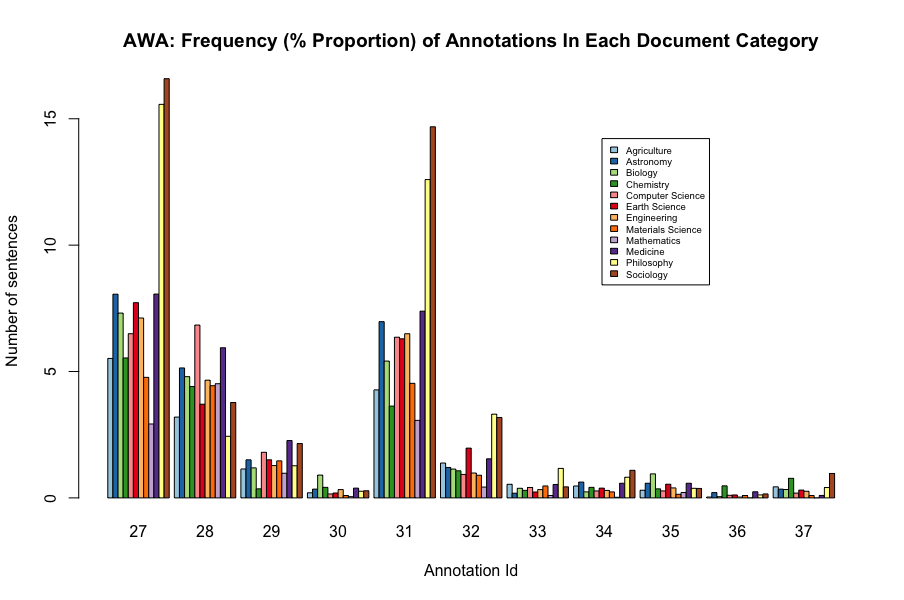 AWA: Frequency (% Proportion) of Annotations In Each Document Category
Number of sentences
15
10
5
0
Agriculture
Astronomy
Biology
Chemistry
Computer Science
Earth Science
Engineering
Materials Science
Mathematics
Medicine
Philosophy
Sociology
27 28 29 30 31 32 33 34 35 36 37
Annotation Id